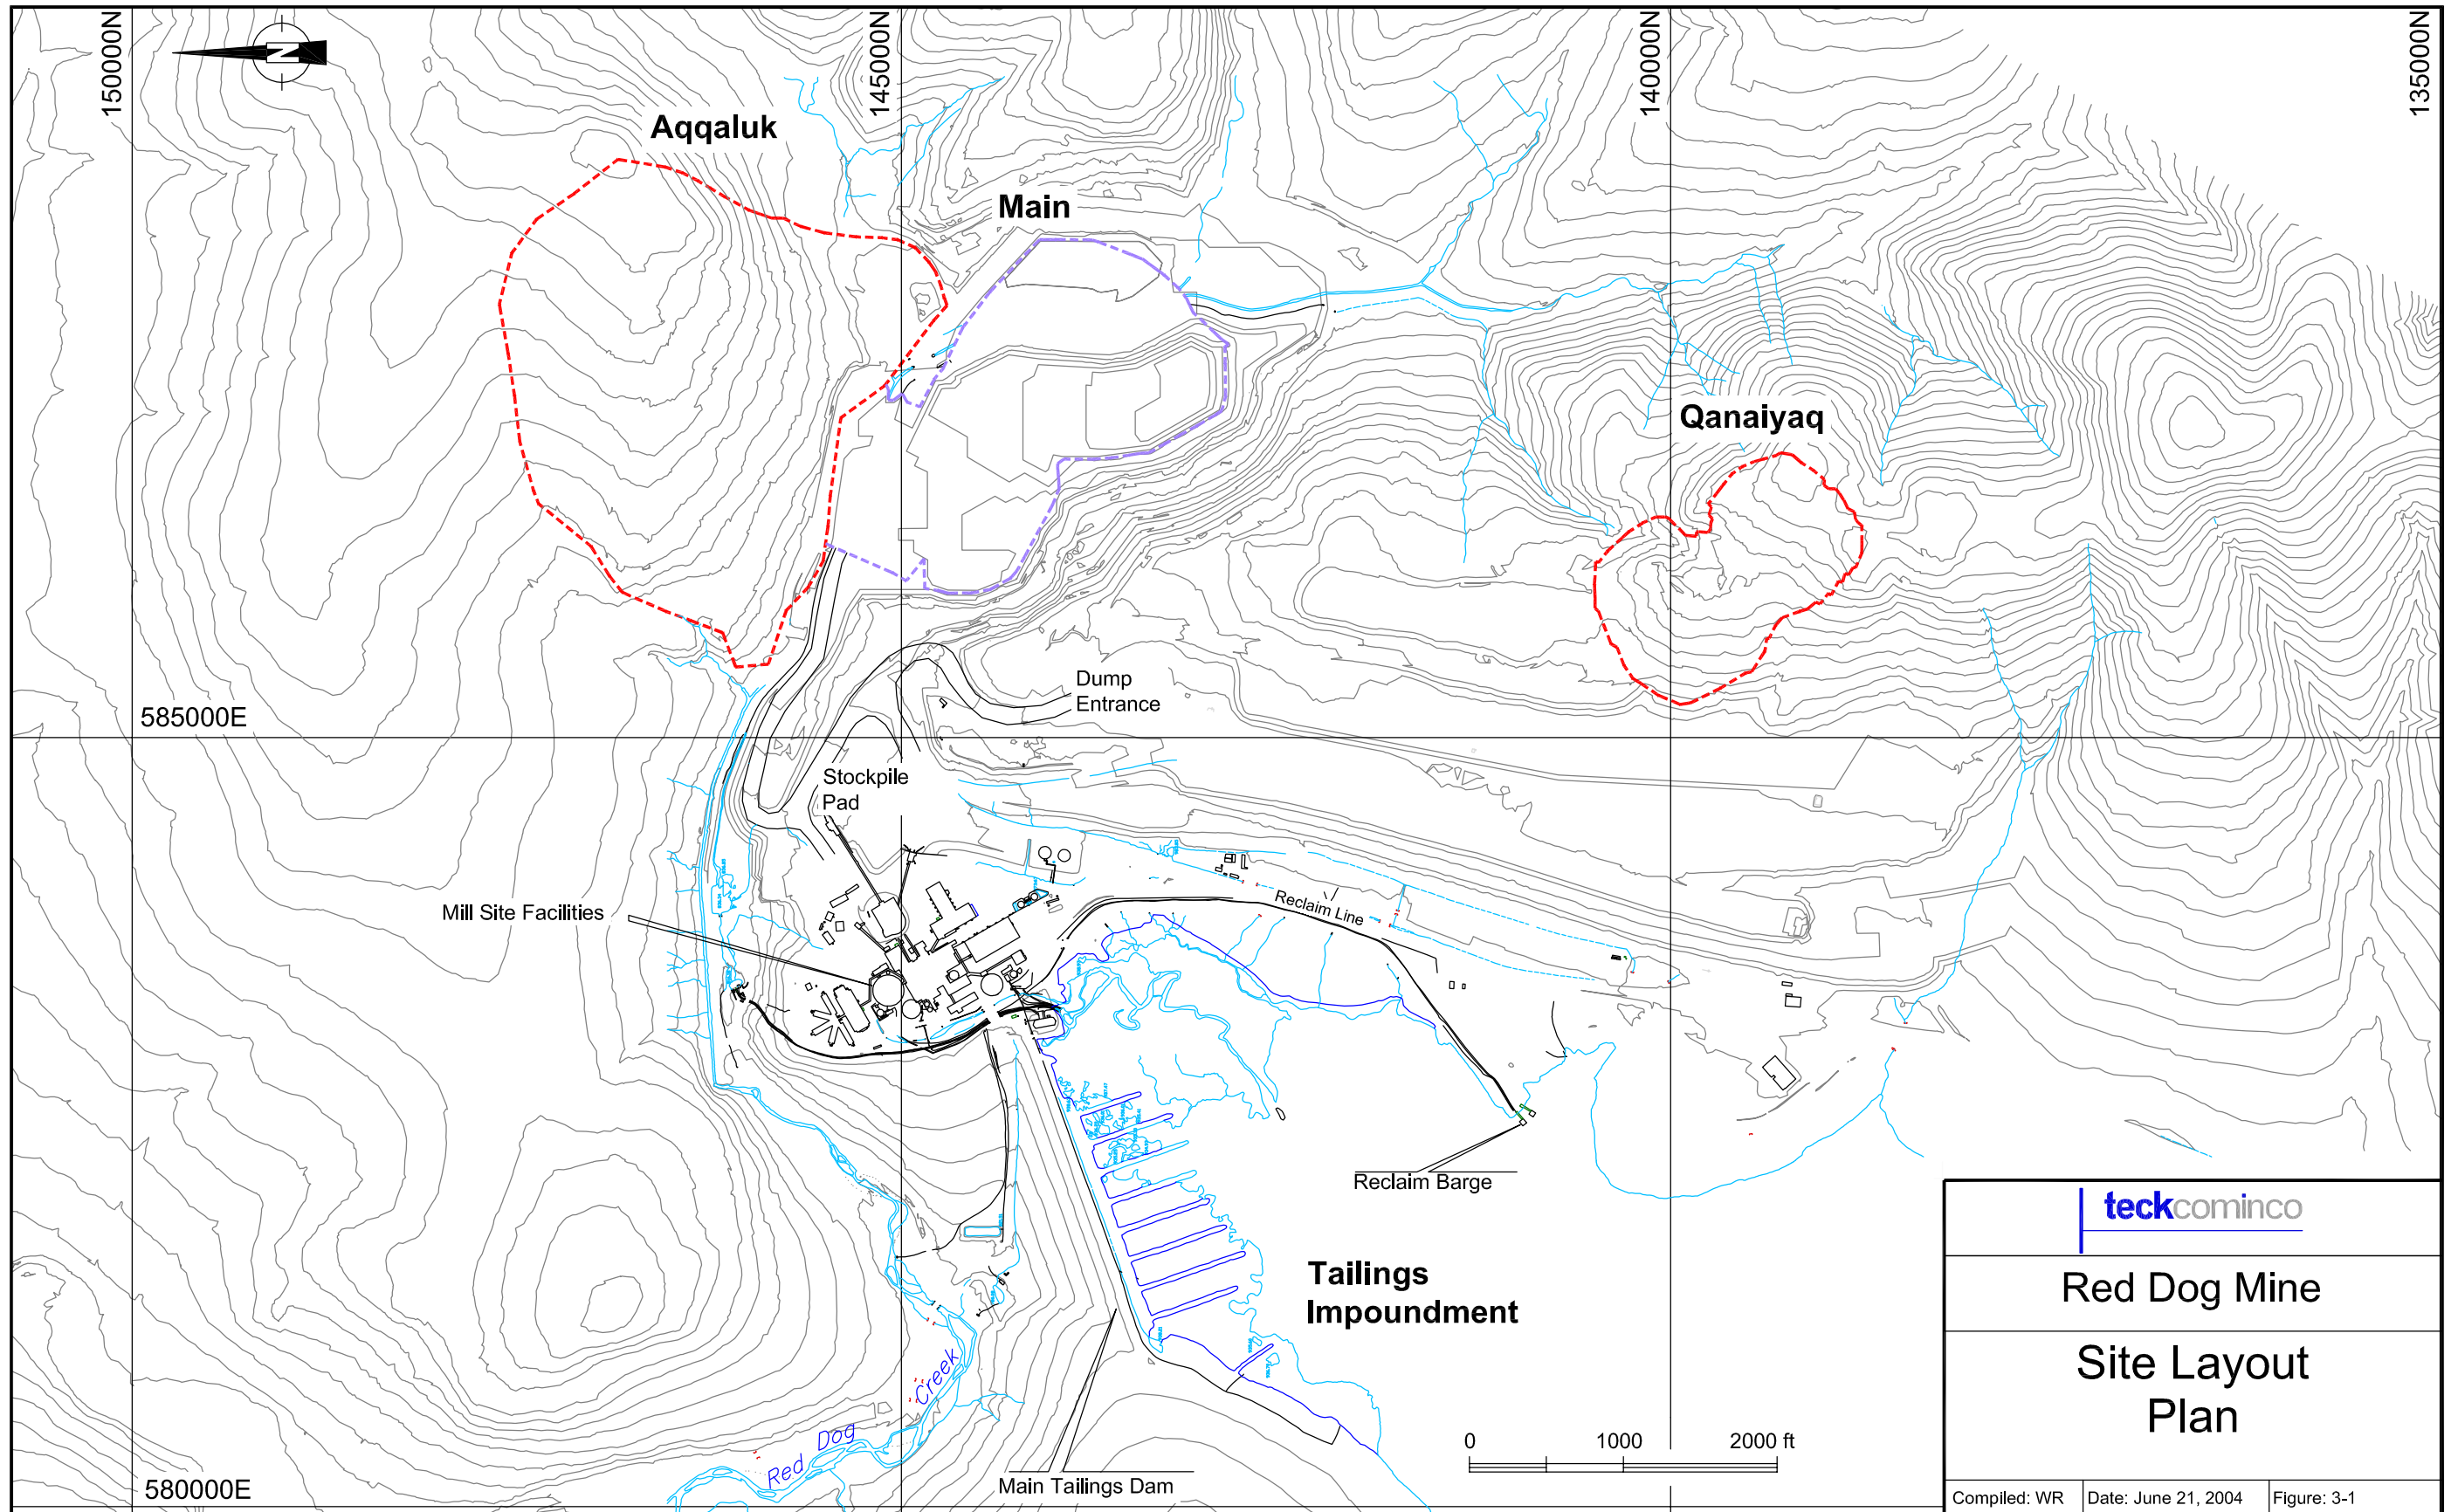 150000N
145000N
140000N
135000N
N
Aqqaluk
Main
Qanaiyaq
Dump
Entrance
585000E
Stockpile
Pad
Mill Site Facilities
Reclaim Line
Reclaim Barge
Tailings
Impoundment
Red Dog Creek
Main Tailings Dam
0 1000 2000 ft
580000E
teckcominco
Red Dog Mine
Site Layout
Plan
Compiled: WR
Date: June 21, 2004
Figure: 3-1